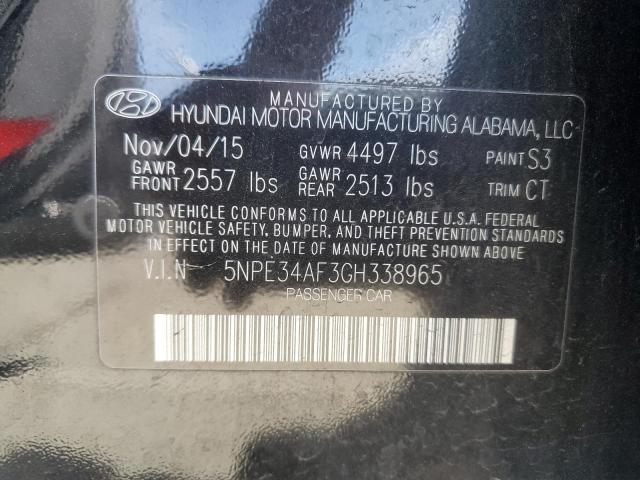 MANUFACTURED BY
HYUNDAI MOTOR MANUFACTURING ALABAMA, LLC
Nov/04/15 GVWR 4497 lbs PAINT S3
GAWR FRONT 2557 lbs GAWR REAR 2513 lbs TRIM CT
THIS VEHICLE CONFORMS TO ALL APPLICABLE U.S.A. FEDERAL
MOTOR VEHICLE SAFETY, BUMPER, AND THEFT PREVENTION STANDARDS
IN EFFECT ON THE DATE OF MANUFACTURE SHOWN ABOVE.
V.I.N 5NPE34AF3GH338965
PASSENGER CAR